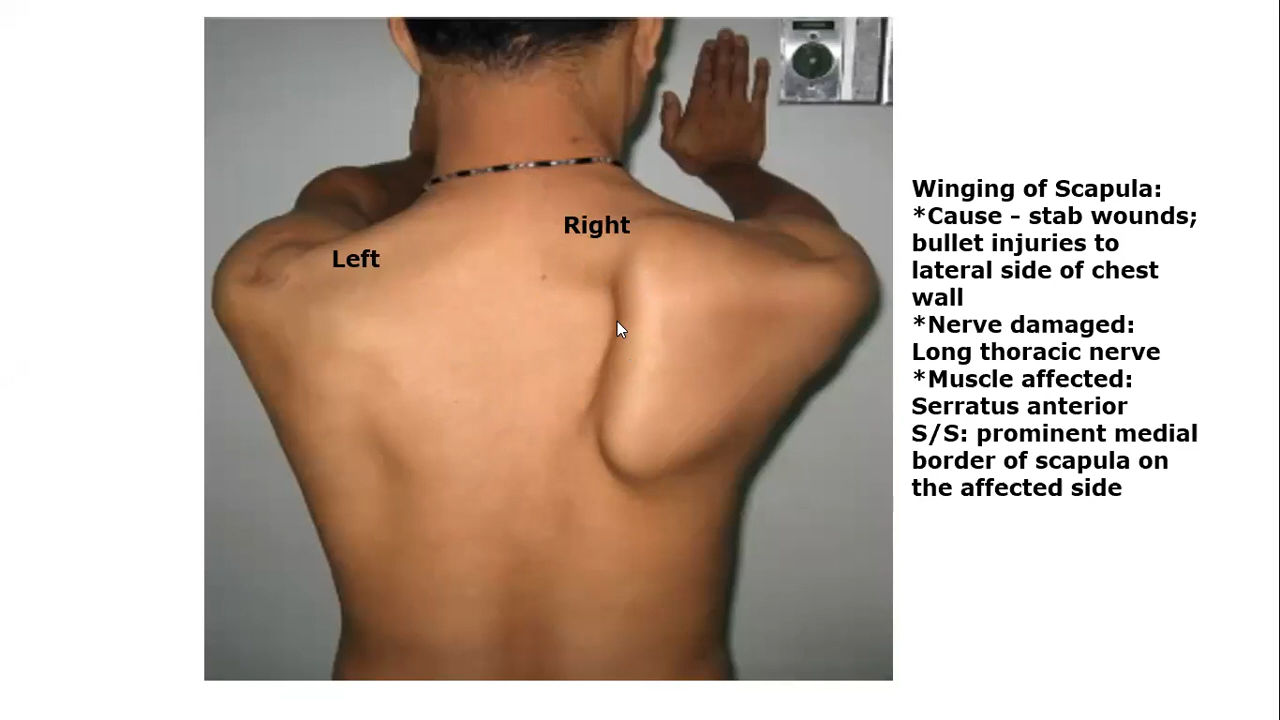 Right
Left
Winging of Scapula:
*Cause - stab wounds;
bullet injuries to
lateral side of chest
wall
*Nerve damaged:
Long thoracic nerve
*Muscle affected:
Serratus anterior
S/S: prominent medial
border of scapula on
the affected side